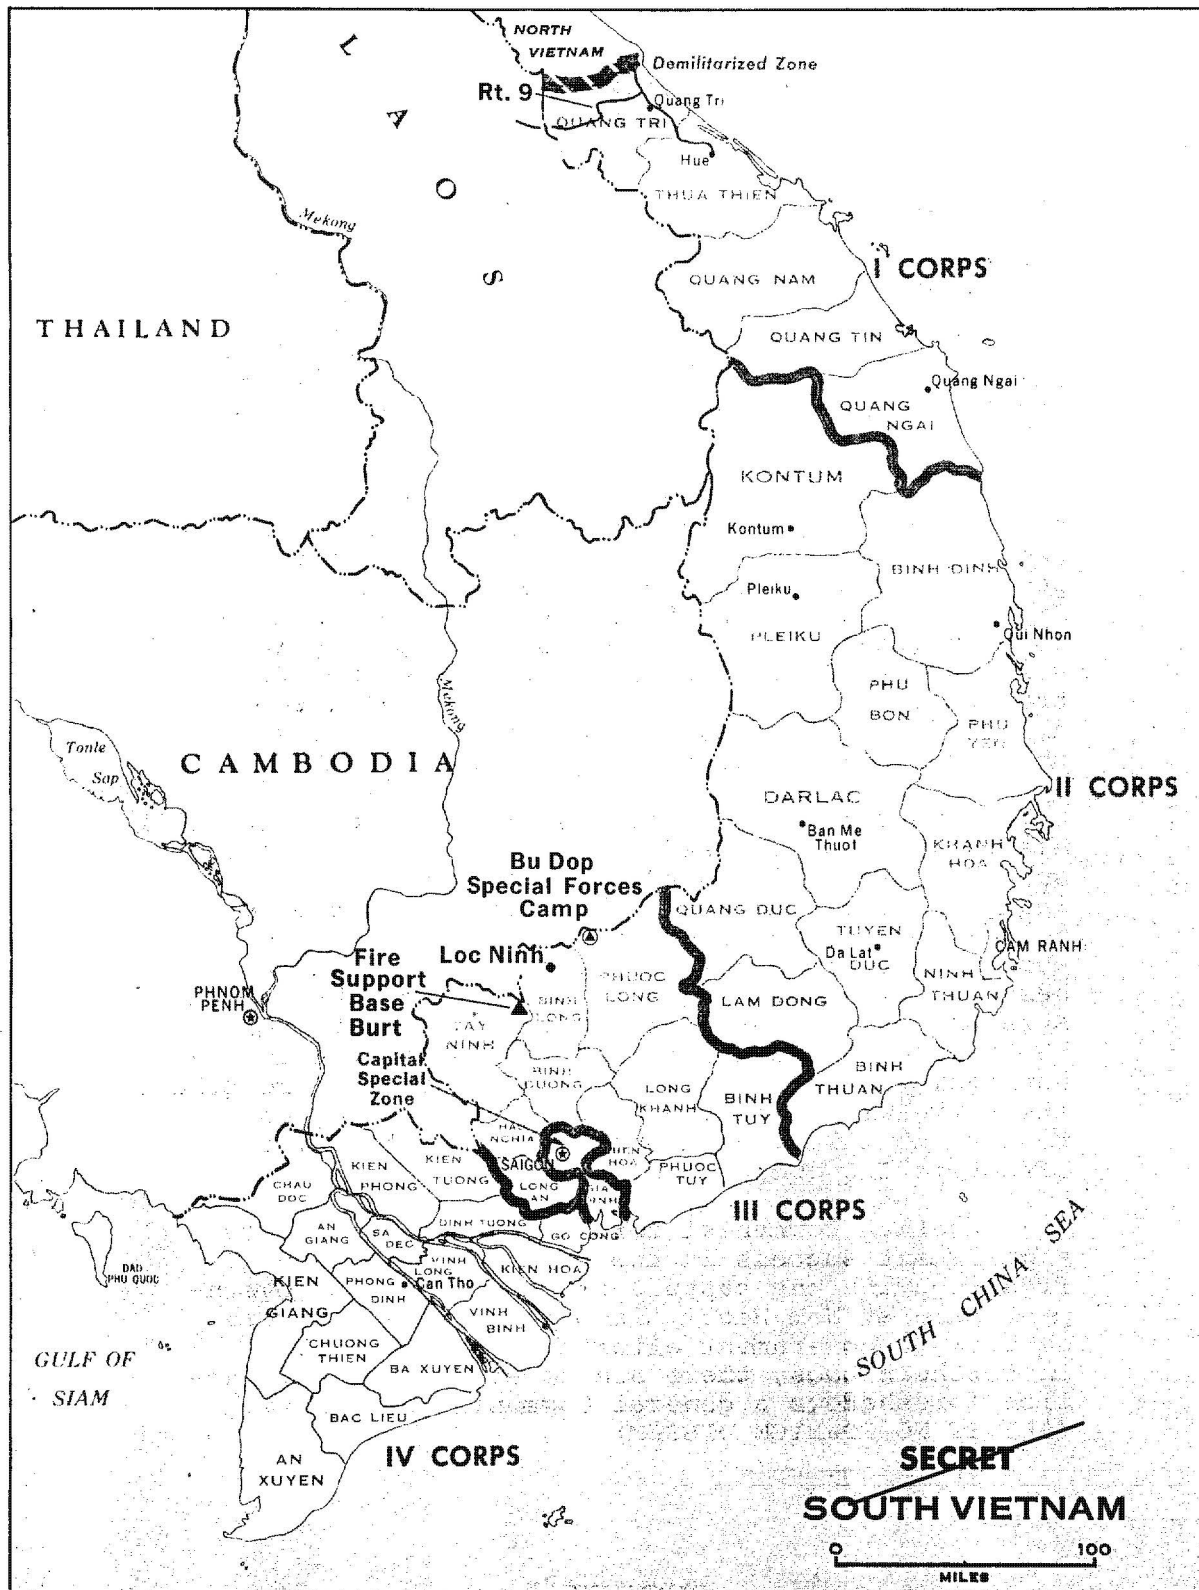 NORTH
VIETNAM
Demilitarized Zone
Rt. 9
Quang Tri
QUANG TRI
LAOS
Hue
THUA THIEN
Mekong
I CORPS
QUANG NAM
THAILAND
QUANG TIN
Quang Ngai
QUANG
NGAI
KONTUM
Kontum
BINH DINH
Pleiku
PLEIKU
Qui Nhon
Mekong
PHU
BON
PHU
YEN
Tonle
Sap
CAMBODIA
II CORPS
DARLAC
Ban Me
Thuot
KHANH
HOA
Bu Dop
Special Forces
Camp
QUANG DUC
TUYEN
DUC
Da Lat
CAM RANH
Fire
Support
Base
Burt
Loc Ninh
PHUOC
LONG
NINH
THUAN
PHNOM
PENH
BINH
LONG
LAM DONG
TAY
NINH
Capital
Special
Zone
BINH
DUONG
LONG
KHANH
BINH
TUY
BINH
THUAN
HAU
NGHIA
SAIGON
BIEN
HOA
PHUOC
TUY
KIEN
PHONG
KIEN
TUONG
LONG
AN
GIA
DINH
CHAU
DOC
III CORPS
AN
GIANG
SA
DEC
DINH TUONG
GO CONG
VINH
LONG
KIEN HOA
DAO
PHU QUOC
KIEN
GIANG
PHONG
DINH
Can Tho
VINH
BINH
SOUTH CHINA SEA
CHUONG
THIEN
BA XUYEN
GULF OF
SIAM
BAC LIEU
AN
XUYEN
IV CORPS
SECRET
SOUTH VIETNAM
0 100
MILES